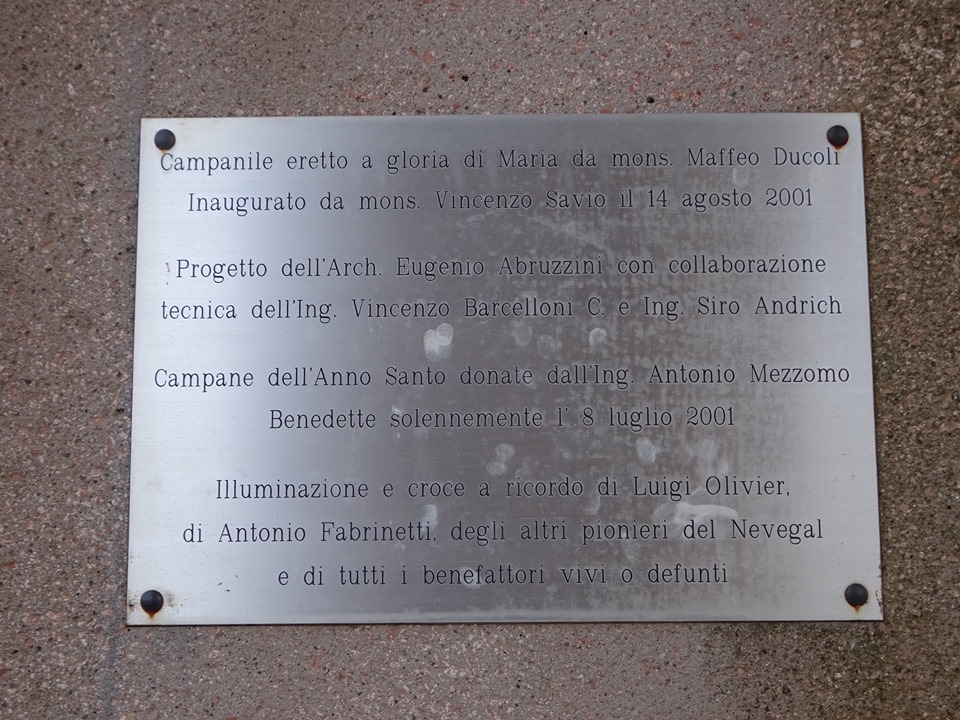 Campanile eretto a gloria di Maria da mons. Maffeo Ducoli
Inaugurato da mons. Vincenzo Savio il 14 agosto 2001
Progetto dell'Arch. Eugenio Abruzzini con collaborazione
tecnica dell'Ing. Vincenzo Barcelloni C. e Ing. Siro Andrich
Campane dell'Anno Santo donate dall'Ing. Antonio Mezzomo
Benedette solennemente l' 8 luglio 2001
Illuminazione e croce a ricordo di Luigi Olivier,
di Antonio Fabrinetti, degli altri pionieri del Nevegal
e di tutti i benefattori vivi o defunti